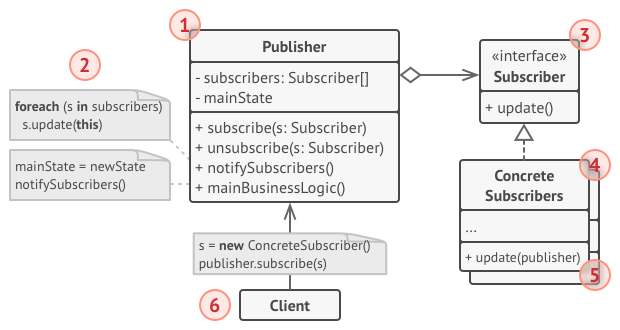 1
Publisher
- subscribers: Subscriber[]
- mainState
+ subscribe(s: Subscriber)
+ unsubscribe(s: Subscriber)
+ notifySubscribers()
+ mainBusinessLogic()
2
foreach (s in subscribers)
s.update(this)
mainState = newState
notifySubscribers()
3
«interface»
Subscriber
+ update()
4
Concrete
Subscribers
...
+ update(publisher)
5
s = new ConcreteSubscriber()
publisher.subscribe(s)
6
Client